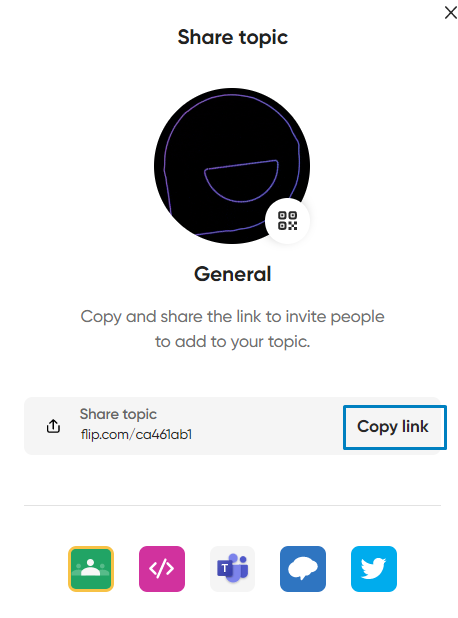 Share topic
General
Copy and share the link to invite people
to add to your topic.
Share topic
flip.com/ca461ab1
Copy link